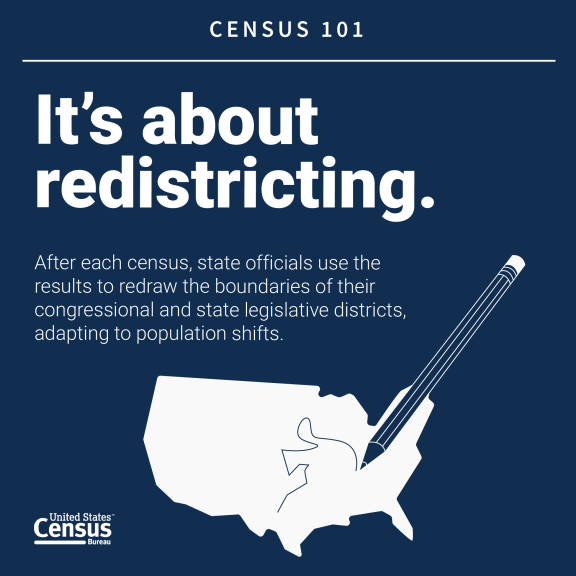 CENSUS 101
It’s about
redistricting.
After each census, state officials use the
results to redraw the boundaries of their
congressional and state legislative districts,
adapting to population shifts.
United States™
Census
Bureau